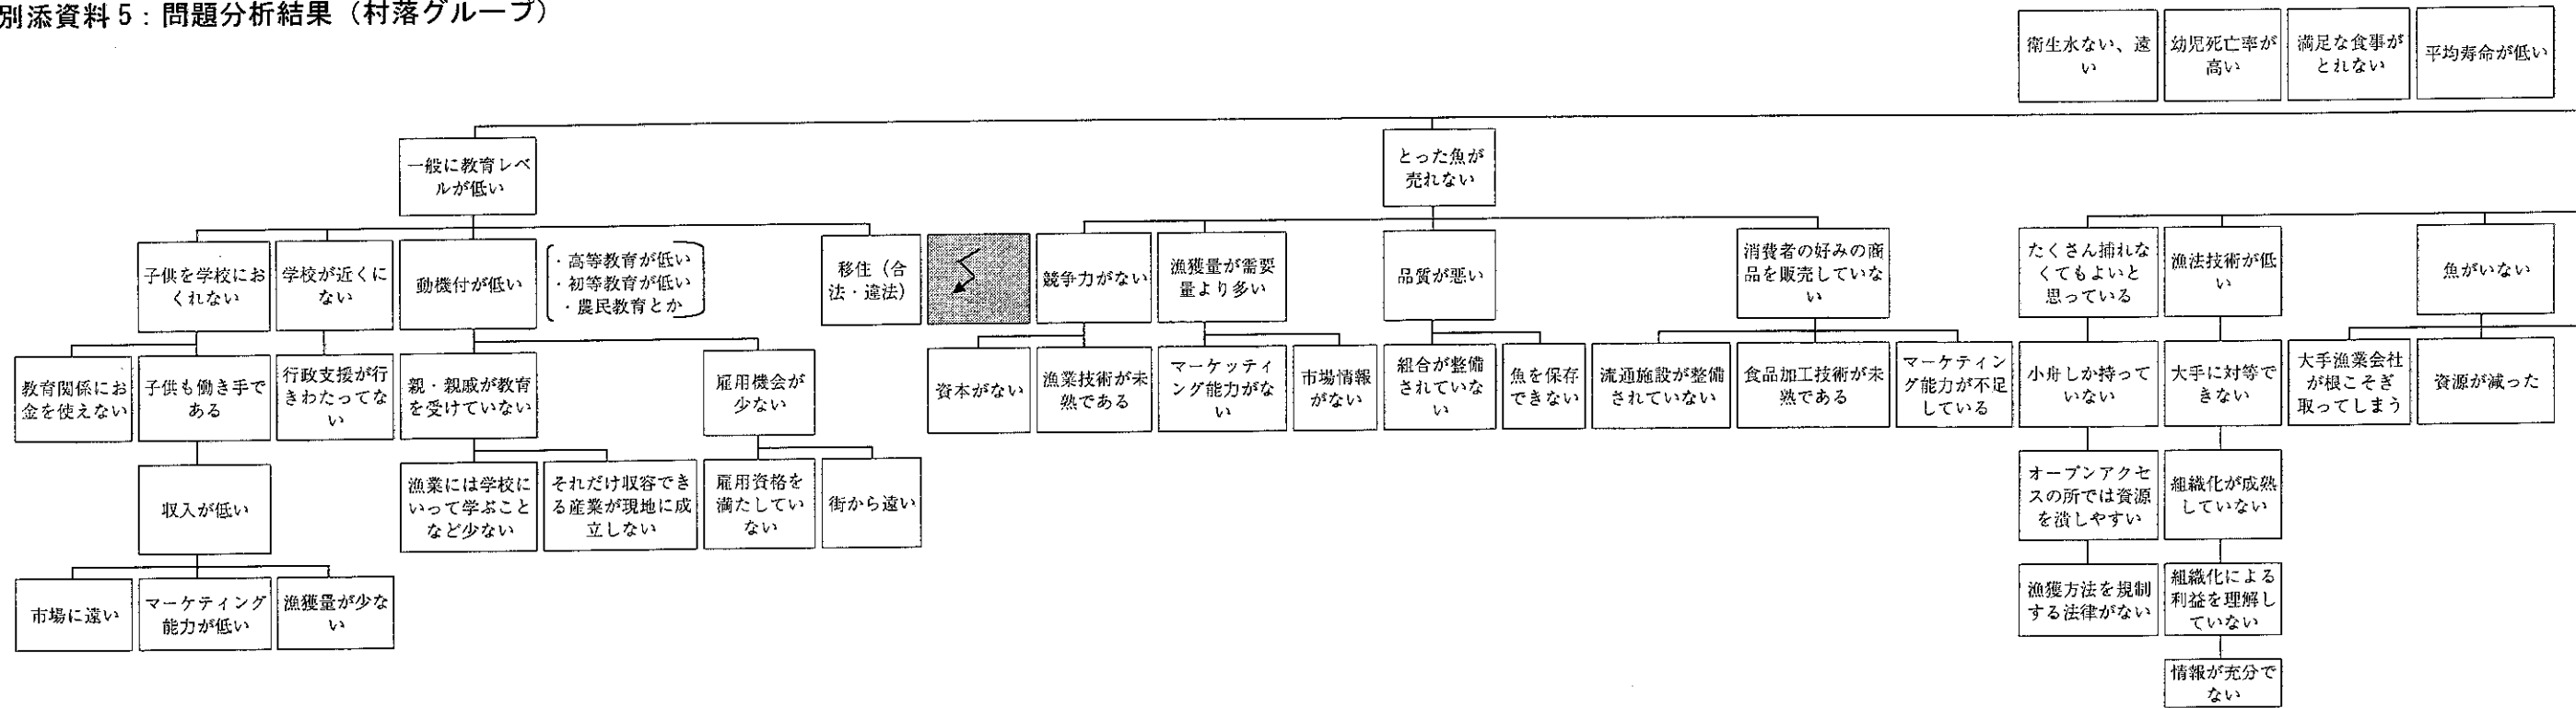 別添資料5：問題分析結果（村落グループ）
衛生水ない、遠
い
幼児死亡率が
高い
満足な食事が
とれない
平均寿命が低い
一般に教育レベ
ルが低い
とった魚が
売れない
子供を学校にお
くれない
学校が近くに
ない
動機付が低い
・高等教育が低い
・初等教育が低い
・農民教育とか
移住（合
法・違法）
競争力がない
漁獲量が需要
量より多い
品質が悪い
消費者の好みの商
品を販売していな
い
たくさん捕れな
くてもよいと
思っている
漁法技術が低
い
魚がいない
教育関係にお
金を使えない
子供も働き手で
ある
行政支援が行
きわたってな
い
親・親戚が教育
を受けていない
雇用機会が
少ない
資本がない
漁業技術が未
熟である
マーケッティ
ング能力がな
い
市場情報
がない
組合が整備
されていな
い
魚を保存
できない
流通施設が整備
されていない
食品加工技術が未
熟である
マーケティン
グ能力が不足
している
小舟しか持って
いない
大手に対等で
きない
大手漁業会社
が根こそぎ
取ってしまう
資源が減った
収入が低い
漁業には学校に
いって学ぶこと
など少ない
それだけ収容でき
る産業が現地に成
立しない
雇用資格を
満たしてい
ない
街から遠い
オープンアクセ
スの所では資源
を潰しやすい
組織化が成熟
していない
市場に遠い
マーケティング
能力が低い
漁獲量が少な
い
漁獲方法を規制
する法律がない
組織化による
利益を理解し
ていない
情報が充分で
ない